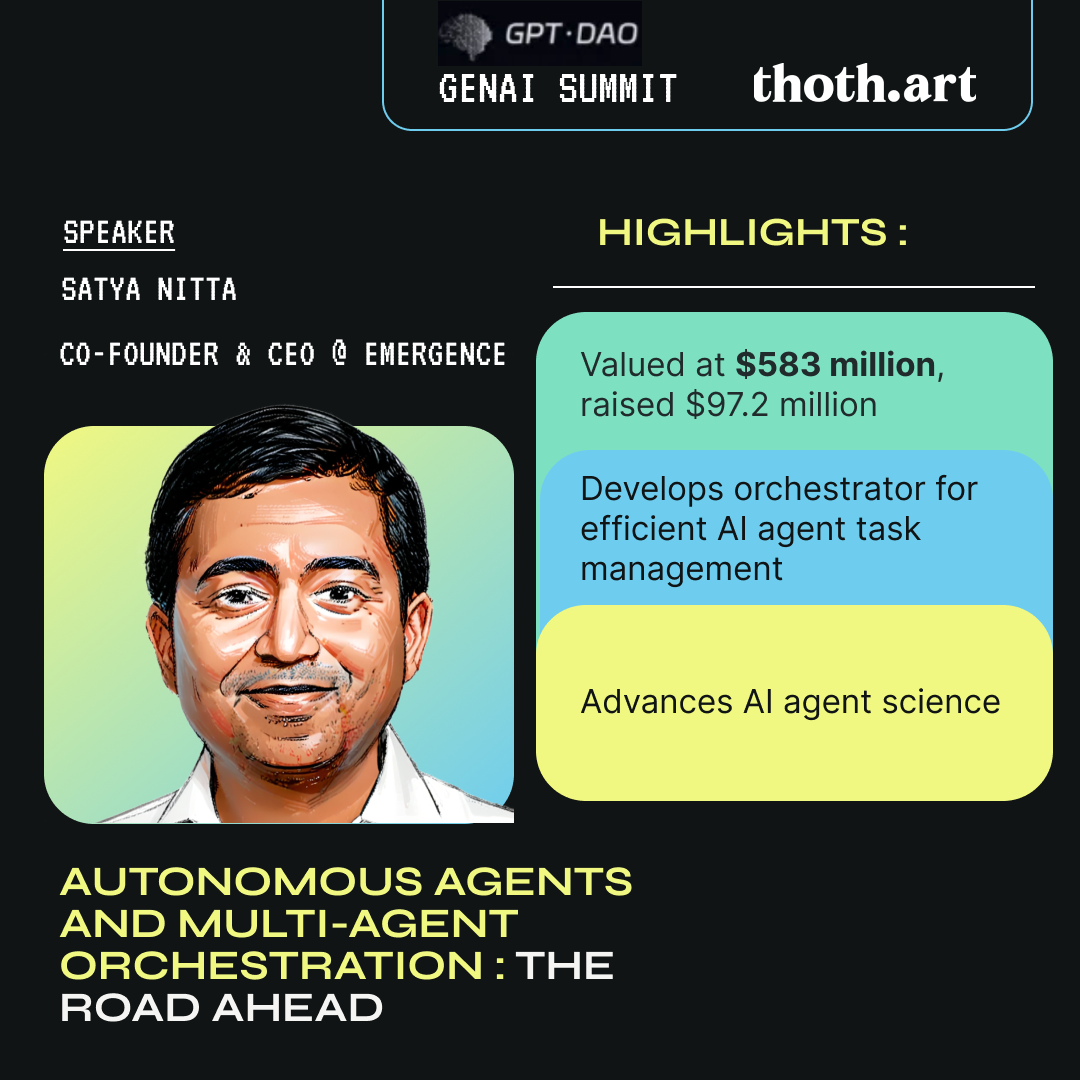 GPT·DAO
GENAI SUMMIT
thoth.art
SPEAKER
SATYA NITTA
CO-FOUNDER & CEO @ EMERGENCE
HIGHLIGHTS :
Valued at $583 million,
raised $97.2 million
Develops orchestrator for
efficient AI agent task
management
Advances AI agent science
AUTONOMOUS AGENTS
AND MULTI-AGENT
ORCHESTRATION : THE
ROAD AHEAD